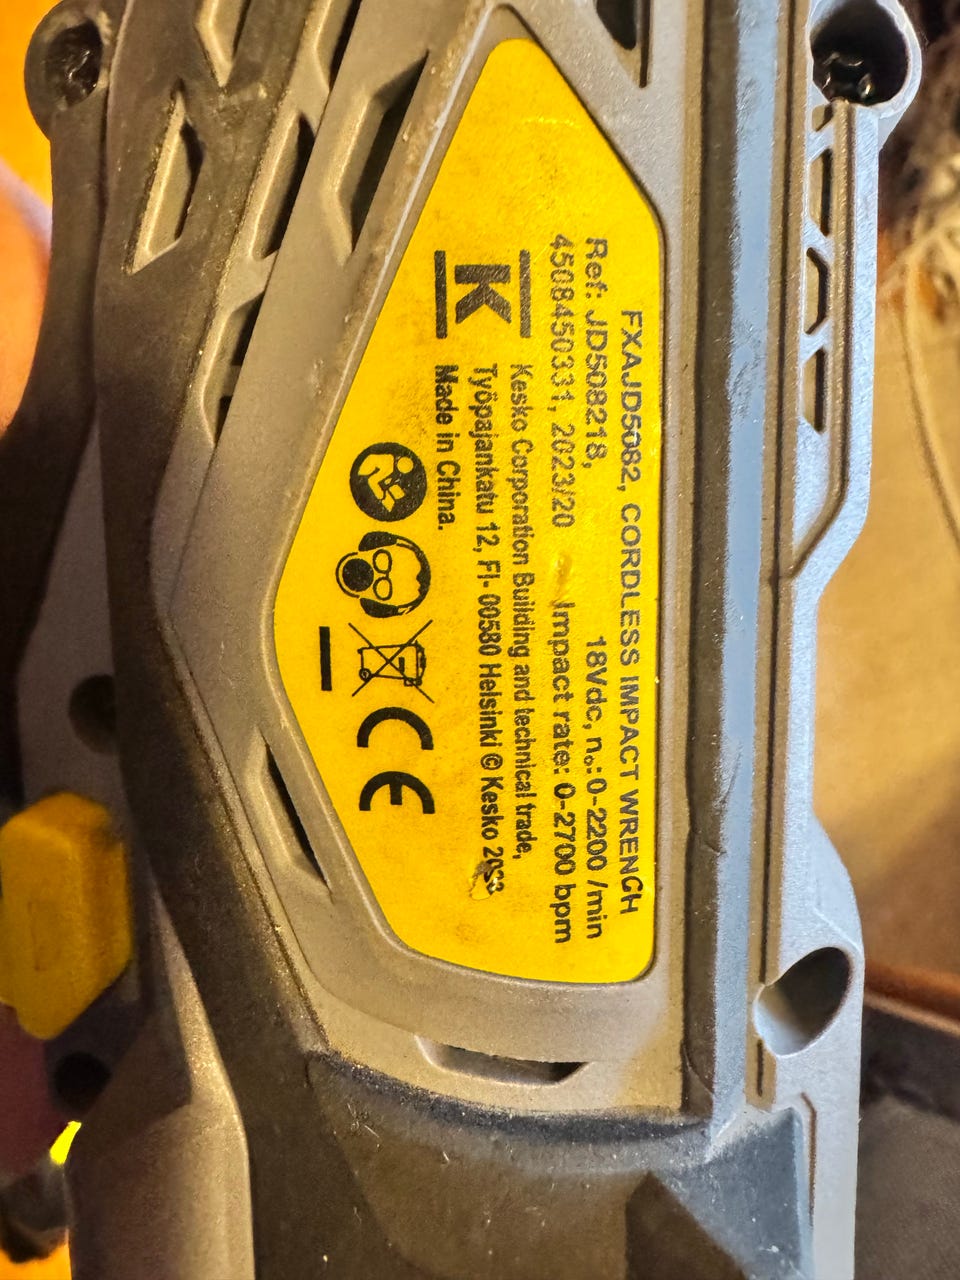 FXAJD5082, CORDLESS IMPACT WRENCH
Ref: JD508218, 18Vdc, n₀:0-2200 /min
4508450331, 2023/20 Impact rate: 0-2700 bpm
K Kesko Corporation Building and technical trade,
Työpajankatu 12, FI- 00580 Helsinki © Kesko
Made in China.
CE